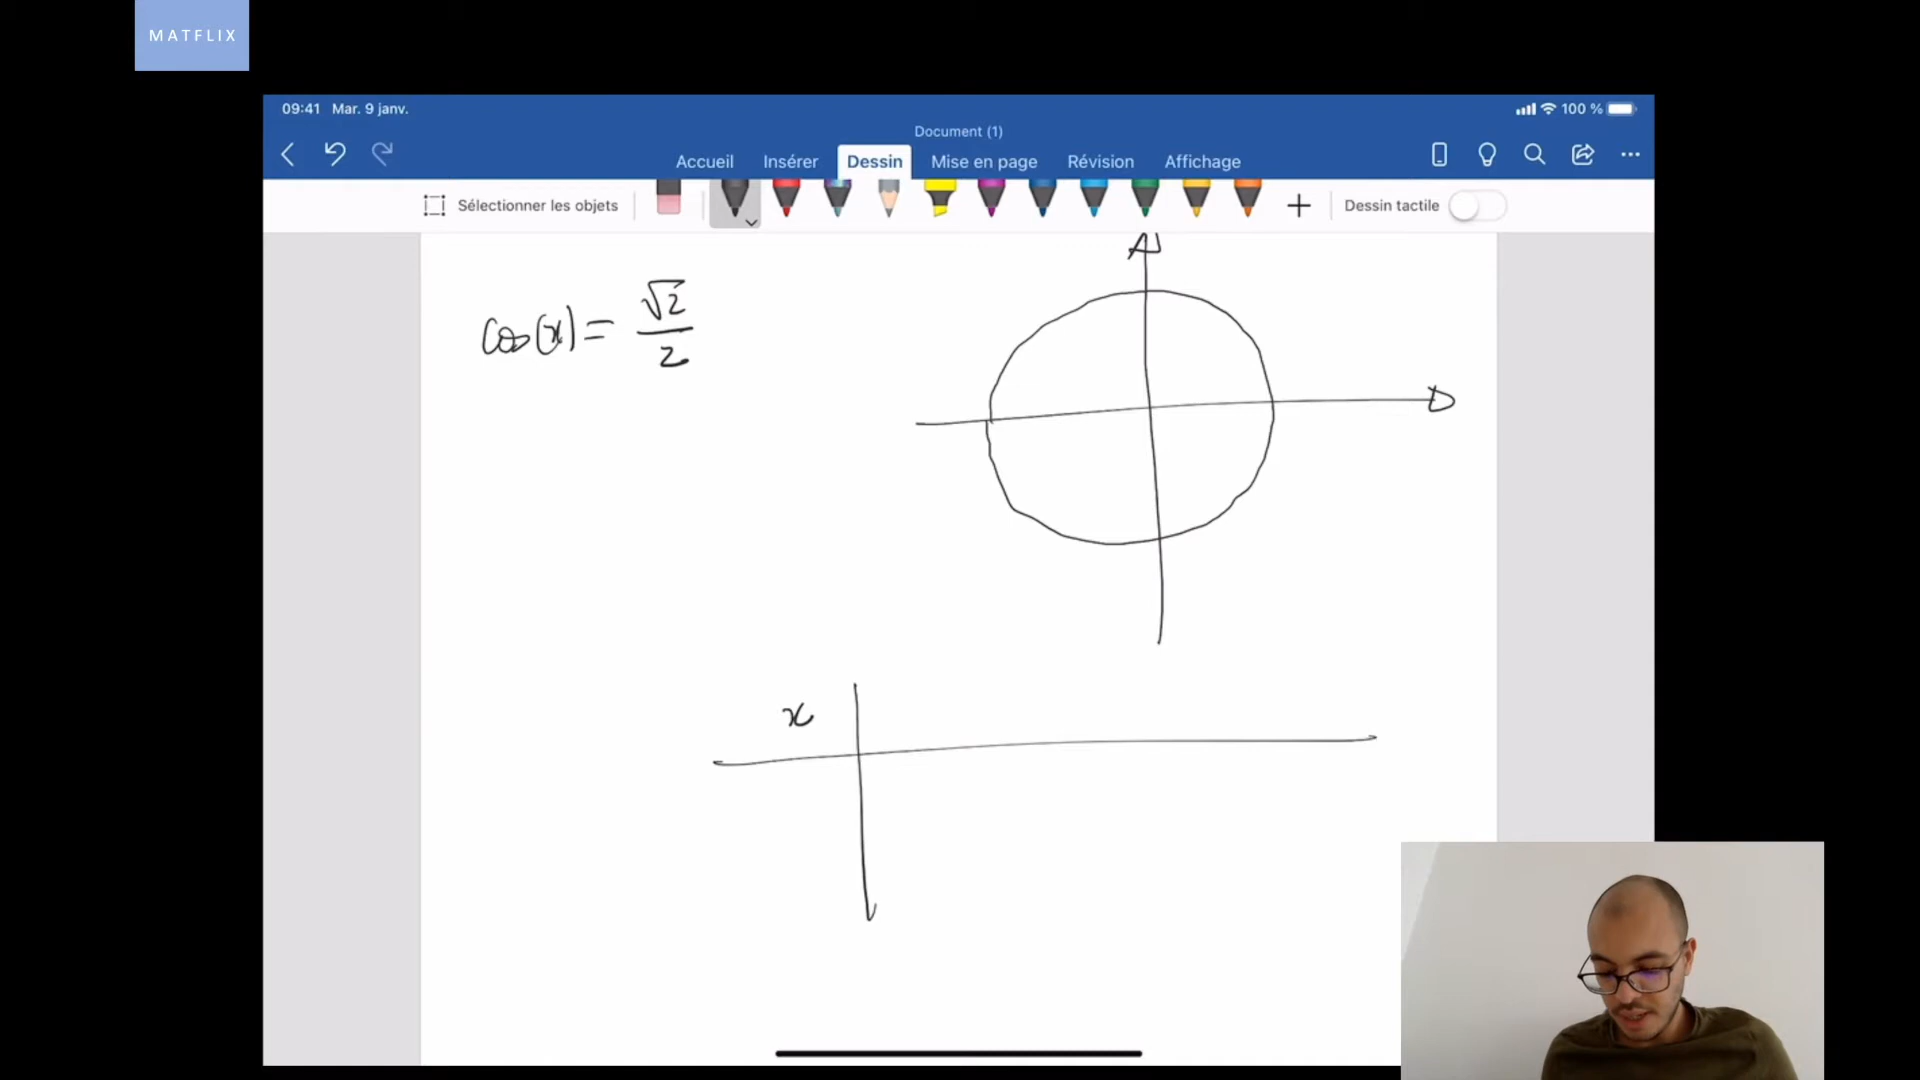 MATFLIX
09:41 Mar. 9 janv.
100 %
Document (1)
Accueil Insérer Dessin Mise en page Révision Affichage
Sélectionner les objets
Dessin tactile
cos(x) = √2/2
x